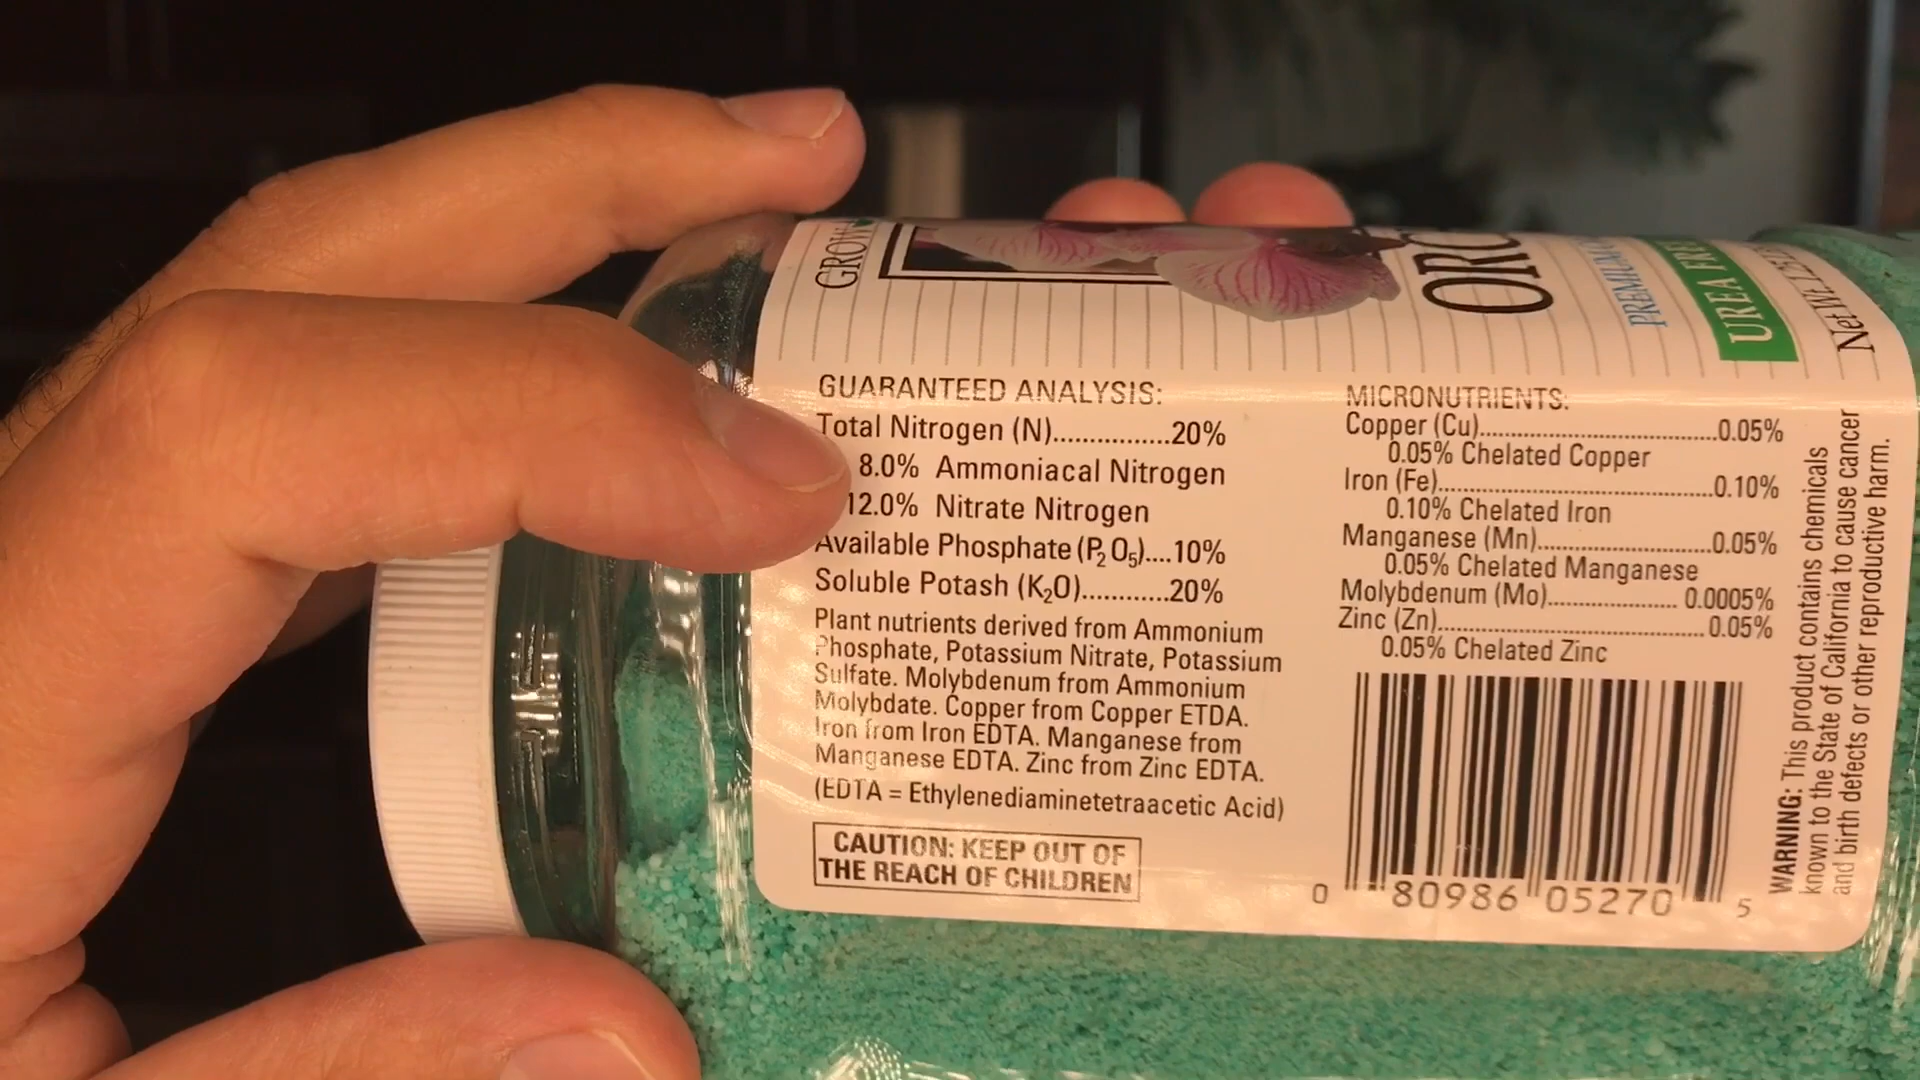 GROW
ORC
PREMIUM
UREA FRE
Net Wt.
GUARANTEED ANALYSIS:
Total Nitrogen (N)................20%
8.0% Ammoniacal Nitrogen
12.0% Nitrate Nitrogen
Available Phosphate (P₂O₅)....10%
Soluble Potash (K₂O)............20%
Plant nutrients derived from Ammonium
Phosphate, Potassium Nitrate, Potassium
Sulfate. Molybdenum from Ammonium
Molybdate. Copper from Copper ETDA.
Iron from Iron EDTA. Manganese from
Manganese EDTA. Zinc from Zinc EDTA.
(EDTA = Ethylenediaminetetraacetic Acid)
CAUTION: KEEP OUT OF
THE REACH OF CHILDREN
MICRONUTRIENTS:
Copper (Cu)....................................0.05%
0.05% Chelated Copper
Iron (Fe)..........................................0.10%
0.10% Chelated Iron
Manganese (Mn)..........................0.05%
0.05% Chelated Manganese
Molybdenum (Mo)................... 0.0005%
Zinc (Zn)........................................0.05%
0.05% Chelated Zinc
0 80986 05270 5
WARNING: This product contains chemicals
known to the State of California to cause cancer
and birth defects or other reproductive harm.